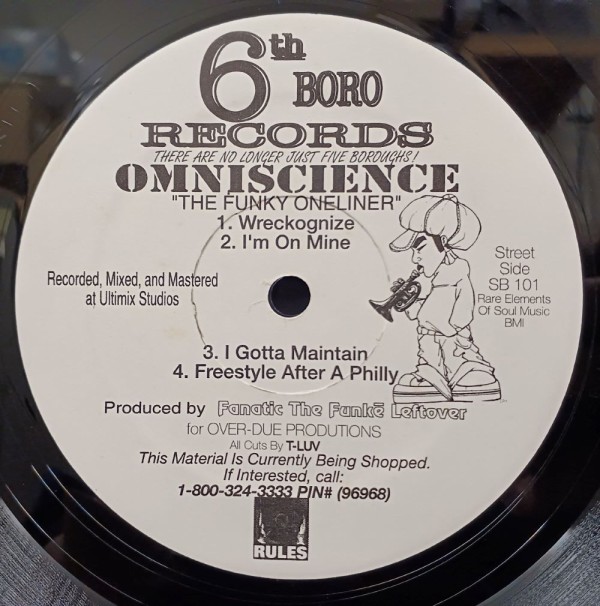 6th BORO
RECORDS
THERE ARE NO LONGER JUST FIVE BOROUGHS!
OMNISCIENCE
"THE FUNKY ONELINER"
1. Wreckognize
2. I'm On Mine
Recorded, Mixed, and Mastered
at Ultimix Studios
Street
Side
SB 101
Rare Elements
Of Soul Music
BMI
3. I Gotta Maintain
4. Freestyle After A Philly
Produced by Fanatic The Funkē Leftover
for OVER-DUE PRODUTIONS
All Cuts By T-LUV
This Material Is Currently Being Shopped.
If Interested, call:
1-800-324-3333 PIN# (96968)
RULES